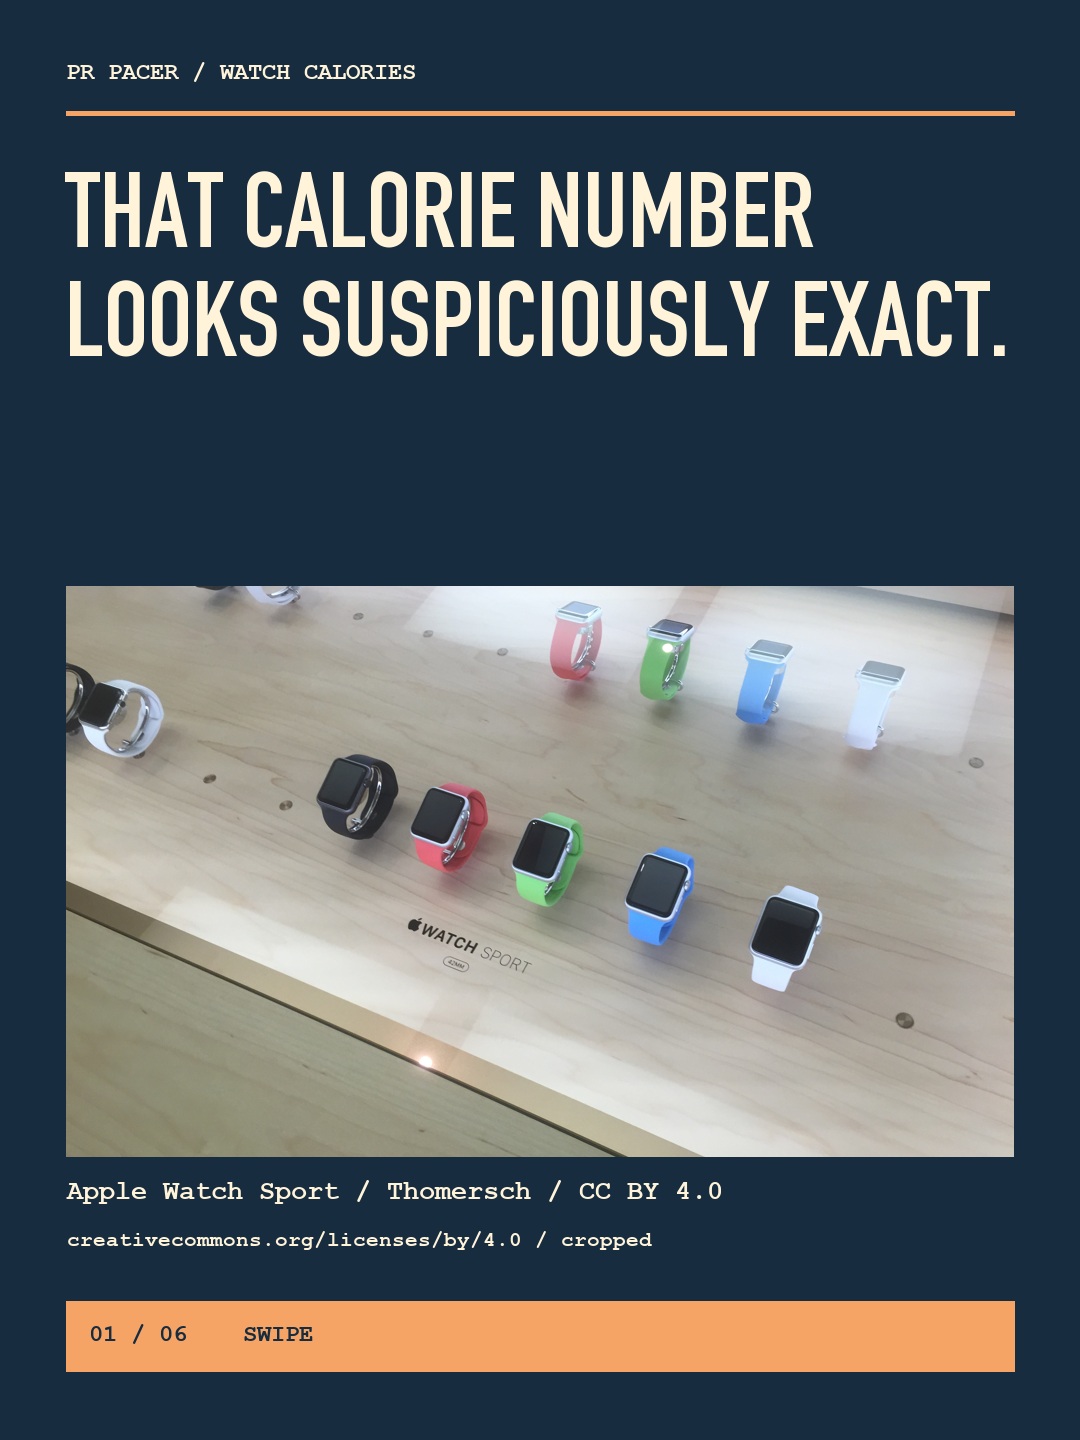 PR PACER / WATCH CALORIES
THAT CALORIE NUMBER
LOOKS SUSPICIOUSLY EXACT.
WATCH SPORT
42MM
Apple Watch Sport / Thomersch / CC BY 4.0
creativecommons.org/licenses/by/4.0 / cropped
01 / 06 SWIPE